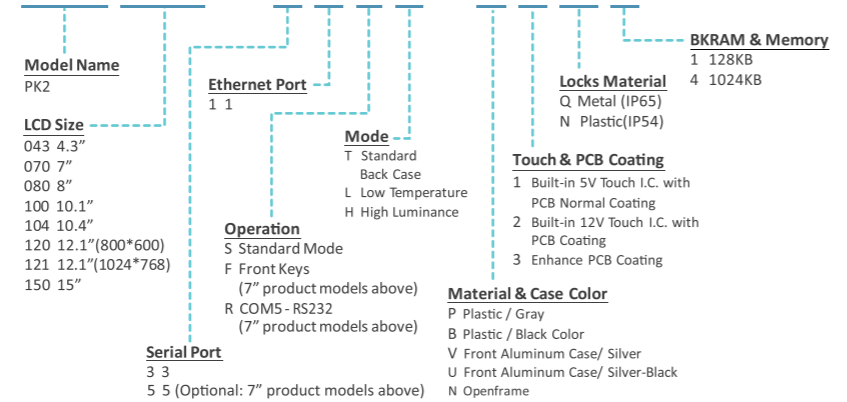 Model Name
PK2
LCD Size
043 4.3”
070 7”
080 8”
100 10.1”
104 10.4”
120 12.1”(800*600)
121 12.1”(1024*768)
150 15”
Serial Port
3 3
5 5 (Optional: 7” product models above)
Ethernet Port
1 1
Operation
S Standard Mode
F Front Keys
(7” product models above)
R COM5 - RS232
(7” product models above)
Mode
T Standard
Back Case
L Low Temperature
H High Luminance
Material & Case Color
P Plastic / Gray
B Plastic / Black Color
V Front Aluminum Case/ Silver
U Front Aluminum Case/ Silver-Black
N Openframe
Touch & PCB Coating
1 Built-in 5V Touch I.C. with
PCB Normal Coating
2 Built-in 12V Touch I.C. with
PCB Coating
3 Enhance PCB Coating
Locks Material
Q Metal (IP65)
N Plastic(IP54)
BKRAM & Memory
1 128KB
4 1024KB